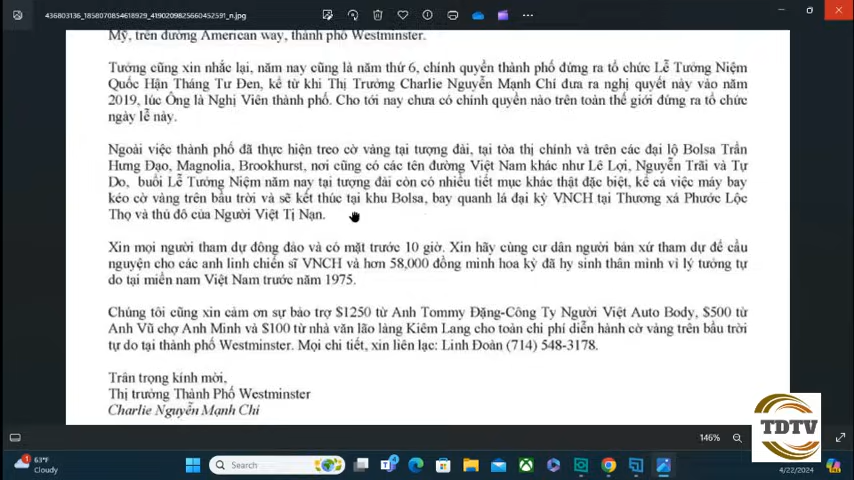 436803136_1858070854618929_4190209825660452591_n.jpg
Mỹ, trên đường American way, thành phố Westminster.
Tưởng cũng xin nhắc lại, năm nay cũng là năm thứ 6, chính quyền thành phố đứng ra tổ chức Lễ Tưởng Niệm
Quốc Hận Tháng Tư Đen, kể từ khi Thị Trưởng Charlie Nguyễn Mạnh Chí đưa ra nghị quyết này vào năm
2019, lúc Ông là Nghị Viên thành phố. Cho tới nay chưa có chính quyền nào trên toàn thế giới đứng ra tổ chức
ngày lễ này.
Ngoài việc thành phố đã thực hiện treo cờ vàng tại tượng đài, tại tòa thị chính và trên các đại lộ Bolsa Trần
Hưng Đạo, Magnolia, Brookhurst, nơi cũng có các tên đường Việt Nam khác như Lê Lợi, Nguyễn Trãi và Tự
Do, buổi Lễ Tưởng Niệm năm nay tại tượng đài còn có nhiều tiết mục khác thật đặc biệt, kể cả việc máy bay
kéo cờ vàng trên bầu trời và sẽ kết thúc tại khu Bolsa, bay quanh lá đại kỳ VNCH tại Thương xá Phước Lộc
Thọ và thủ đô của Người Việt Tị Nạn.
Xin mọi người tham dự đông đảo và có mặt trước 10 giờ. Xin hãy cùng cư dân người bản xứ tham dự để cầu
nguyện cho các anh linh chiến sĩ VNCH và hơn 58,000 đồng minh hoa kỳ đã hy sinh thân mình vì lý tưởng tự
do tại miền nam Việt Nam trước năm 1975.
Chúng tôi cũng xin cảm ơn sự bảo trợ $1250 từ Anh Tommy Đặng-Công Ty Người Việt Auto Body, $500 từ
Anh Vũ chợ Anh Minh và $100 từ nhà văn lão làng Kiêm Lang cho toàn chi phí diễn hành cờ vàng trên bầu trời
tự do tại thành phố Westminster. Mọi chi tiết, xin liên lạc: Linh Đoàn (714) 548-3178.
Trân trọng kính mời,
Thị trưởng Thành Phố Westminster
Charlie Nguyễn Mạnh Chí
TDTV
146%
63°F
Cloudy
Search
4/22/2024